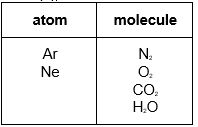 atom molecule
Ar N₂
Ne O₂
CO₂
H₂O